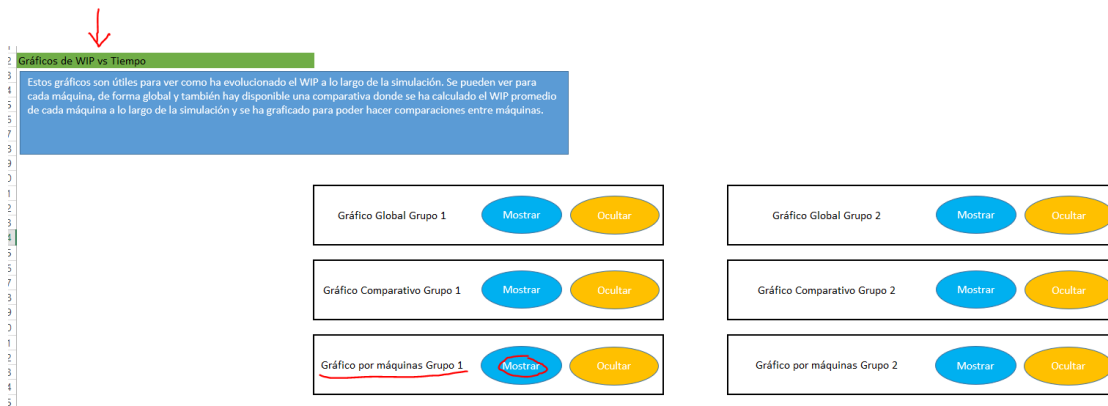 Gráficos de WIP vs Tiempo
Estos gráficos son útiles para ver como ha evolucionado el WIP a lo largo de la simulación. Se pueden ver para
cada máquina, de forma global y también hay disponible una comparativa donde se ha calculado el WIP promedio
de cada máquina a lo largo de la simulación y se ha graficado para poder hacer comparaciones entre máquinas.
Gráfico Global Grupo 1 Mostrar Ocultar Gráfico Global Grupo 2 Mostrar Ocultar
Gráfico Comparativo Grupo 1 Mostrar Ocultar Gráfico Comparativo Grupo 2 Mostrar Ocultar
Gráfico por máquinas Grupo 1 Mostrar Ocultar Gráfico por máquinas Grupo 2 Mostrar Ocultar